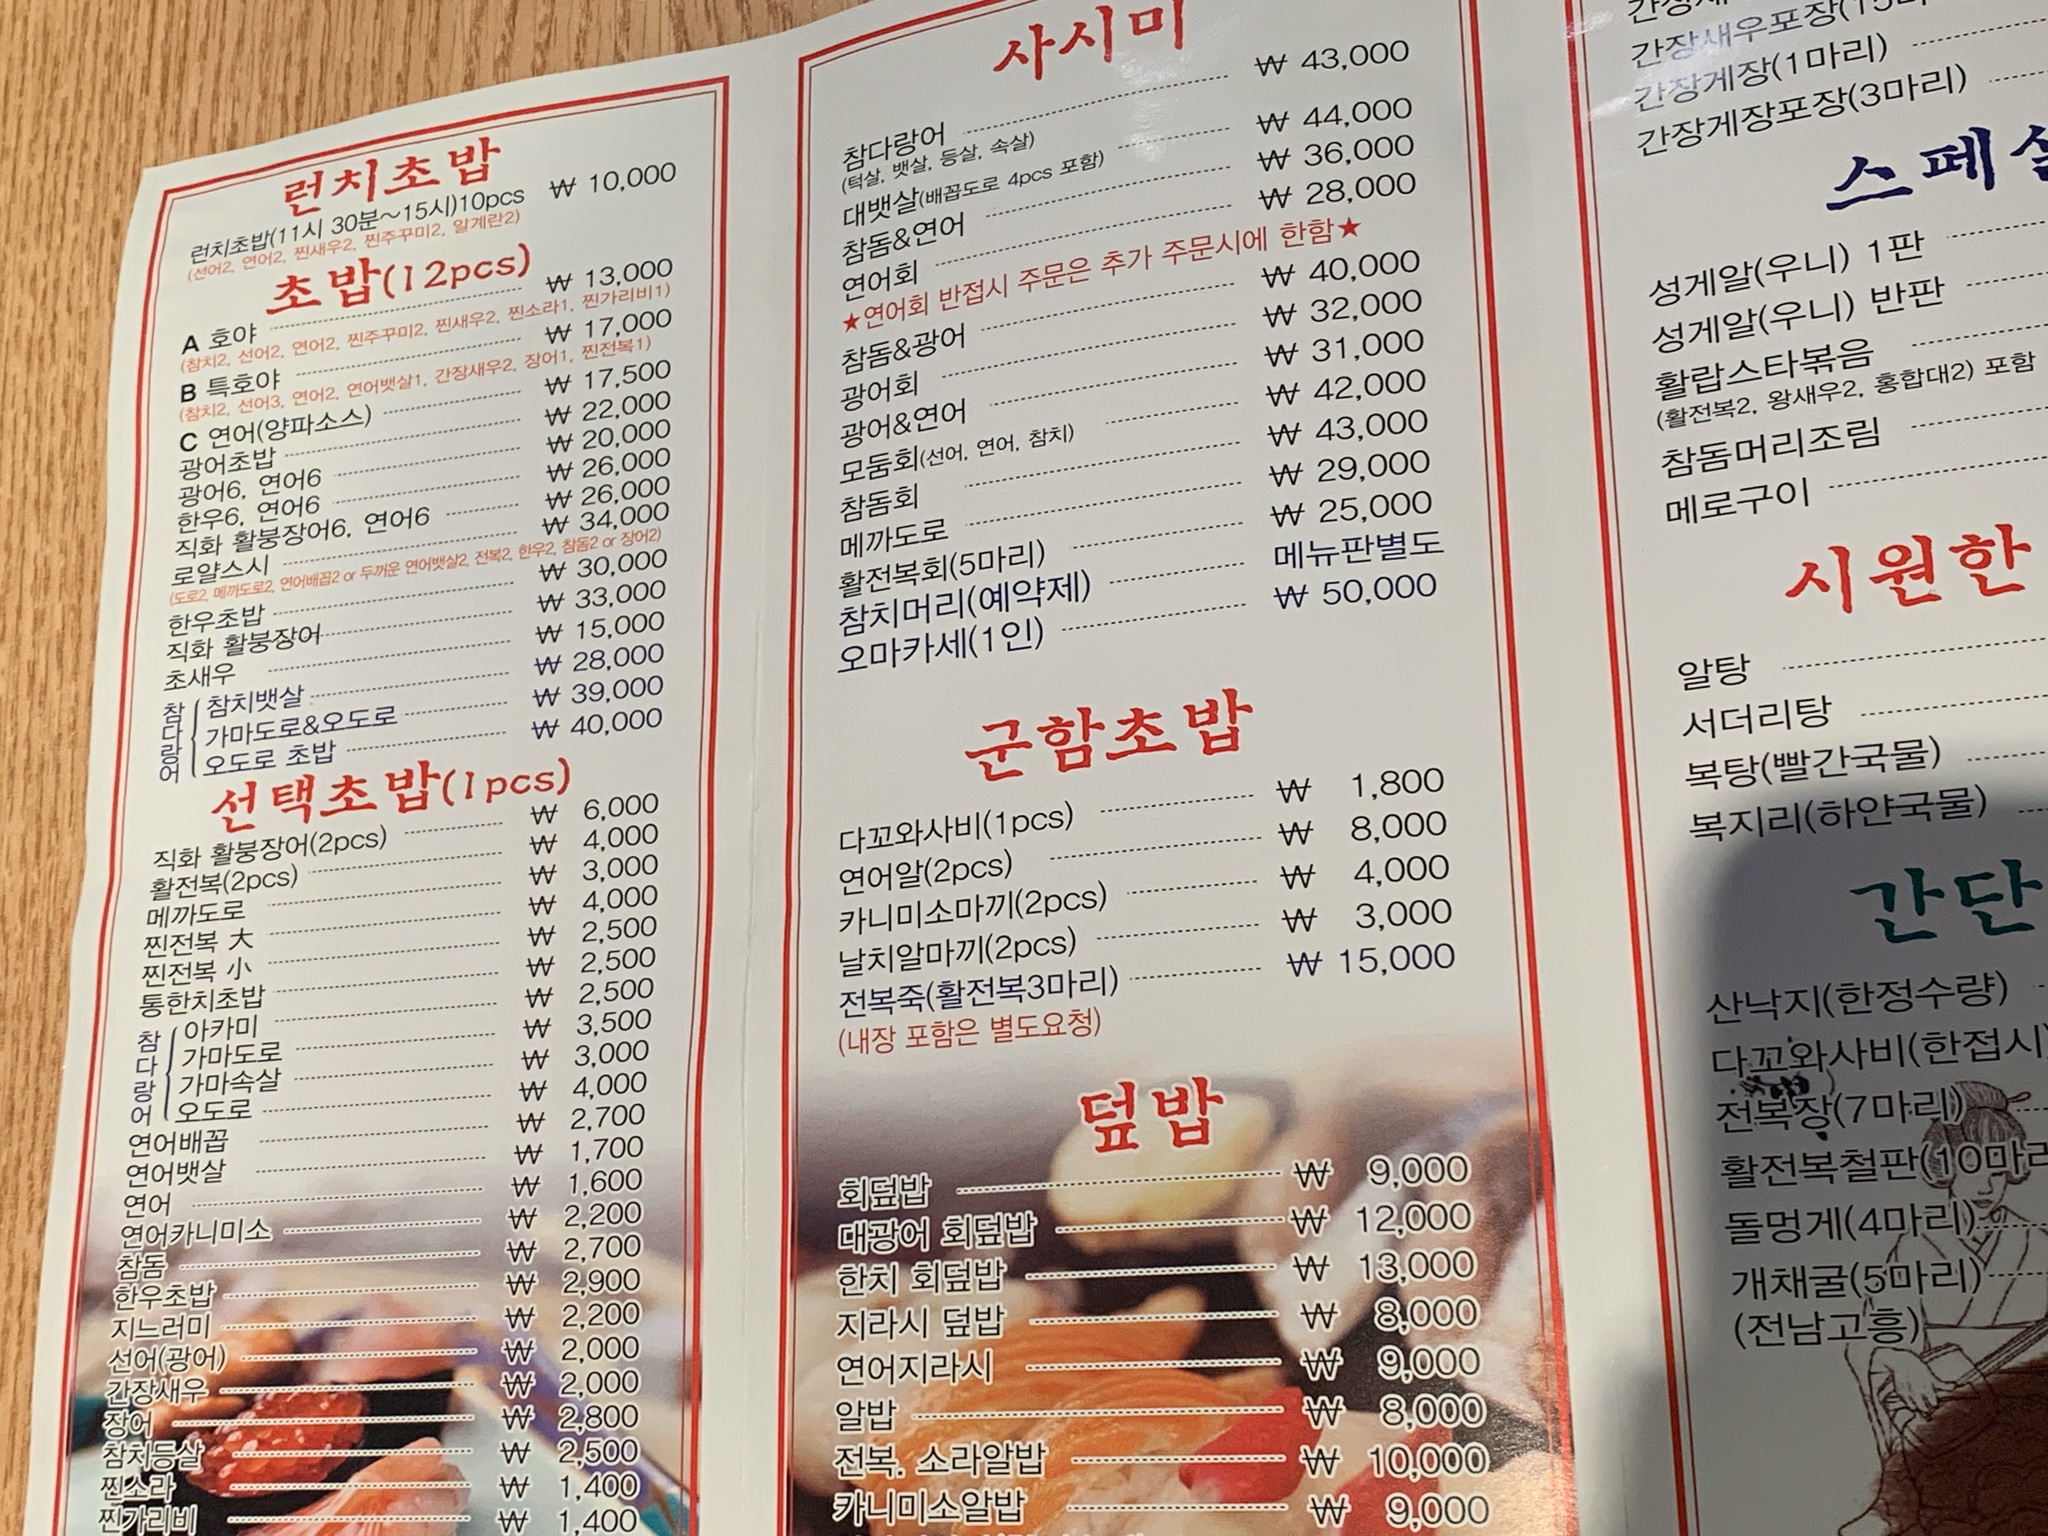 런치초밥
런치초밥(11시 30분~15시)10pcs ₩ 10,000
(선어2, 연어2, 찐새우2, 찐주꾸미2, 알계란2)
초밥(12pcs)
A 호야 ₩ 13,000
(참치2, 선어2, 연어2, 찐주꾸미2, 찐새우2, 찐소라1, 찐가리비1)
B 특호야 ₩ 17,000
(참치2, 선어3, 연어2, 연어뱃살1, 간장새우2, 장어1, 찐전복1)
C 연어(양파소스) ₩ 17,500
광어초밥 ₩ 22,000
광어6, 연어6 ₩ 20,000
한우6, 연어6 ₩ 26,000
직화 활붕장어6, 연어6 ₩ 26,000
로얄스시 ₩ 34,000
(도로2, 메까도로2, 연어배꼽2 or 두꺼운 연어뱃살2, 전복2, 한우2, 참돔2 or 장어2)
한우초밥 ₩ 30,000
직화 활붕장어 ₩ 33,000
초새우 ₩ 15,000
참다랑어
참치뱃살 ₩ 28,000
가마도로&오도로 ₩ 39,000
오도로 초밥 ₩ 40,000
선택초밥(1pcs)
직화 활붕장어(2pcs) ₩ 6,000
활전복(2pcs) ₩ 4,000
메까도로 ₩ 3,000
찐전복 大 ₩ 4,000
찐전복 小 ₩ 2,500
통한치초밥 ₩ 2,500
참다랑어
아카미 ₩ 2,500
가마도로 ₩ 3,500
가마속살 ₩ 3,000
오도로 ₩ 4,000
연어배꼽 ₩ 2,700
연어뱃살 ₩ 1,700
연어 ₩ 1,600
연어카니미소 ₩ 2,200
참돔 ₩ 2,700
한우초밥 ₩ 2,900
지느러미 ₩ 2,200
선어(광어) ₩ 2,000
간장새우 ₩ 2,000
장어 ₩ 2,800
참치등살 ₩ 2,500
찐소라 ₩ 1,400
찐가리비 ₩ 1,400
사시미
참다랑어 ₩ 43,000
(턱살, 뱃살, 등살, 속살)
대뱃살(배꼽도로 4pcs 포함) ₩ 44,000
참돔&연어 ₩ 36,000
연어회 ₩ 28,000
★연어회 반접시 주문은 추가 주문시에 한함★
참돔&광어 ₩ 40,000
광어회 ₩ 32,000
광어&연어 ₩ 31,000
모둠회(선어, 연어, 참치) ₩ 42,000
참돔회 ₩ 43,000
메까도로 ₩ 29,000
활전복회(5마리) ₩ 25,000
참치머리(예약제) 메뉴판별도
오마카세(1인) ₩ 50,000
군함초밥
다꼬와사비(1pcs) ₩ 1,800
연어알(2pcs) ₩ 8,000
카니미소마끼(2pcs) ₩ 4,000
날치알마끼(2pcs) ₩ 3,000
전복죽(활전복3마리) ₩ 15,000
(내장 포함은 별도요청)
덮밥
회덮밥 ₩ 9,000
대광어 회덮밥 ₩ 12,000
한치 회덮밥 ₩ 13,000
지라시 덮밥 ₩ 8,000
연어지라시 ₩ 9,000
알밥 ₩ 8,000
전복. 소라알밥 ₩ 10,000
카니미소알밥 ₩ 9,000
간장새우포장(15마
간장게장(1마리)
간장게장포장(3마리)
스페셜
성게알(우니) 1판
성게알(우니) 반판
활랍스타볶음
(활전복2, 왕새우2, 홍합대2) 포함
참돔머리조림
메로구이
시원한
알탕
서더리탕
복탕(빨간국물)
복지리(하얀국물)
간단
산낙지(한정수량)
다꼬와사비(한접시)
전복장(7마리)
활전복철판(10마리
돌멍게(4마리)
개채굴(5마리)
(전남고흥)